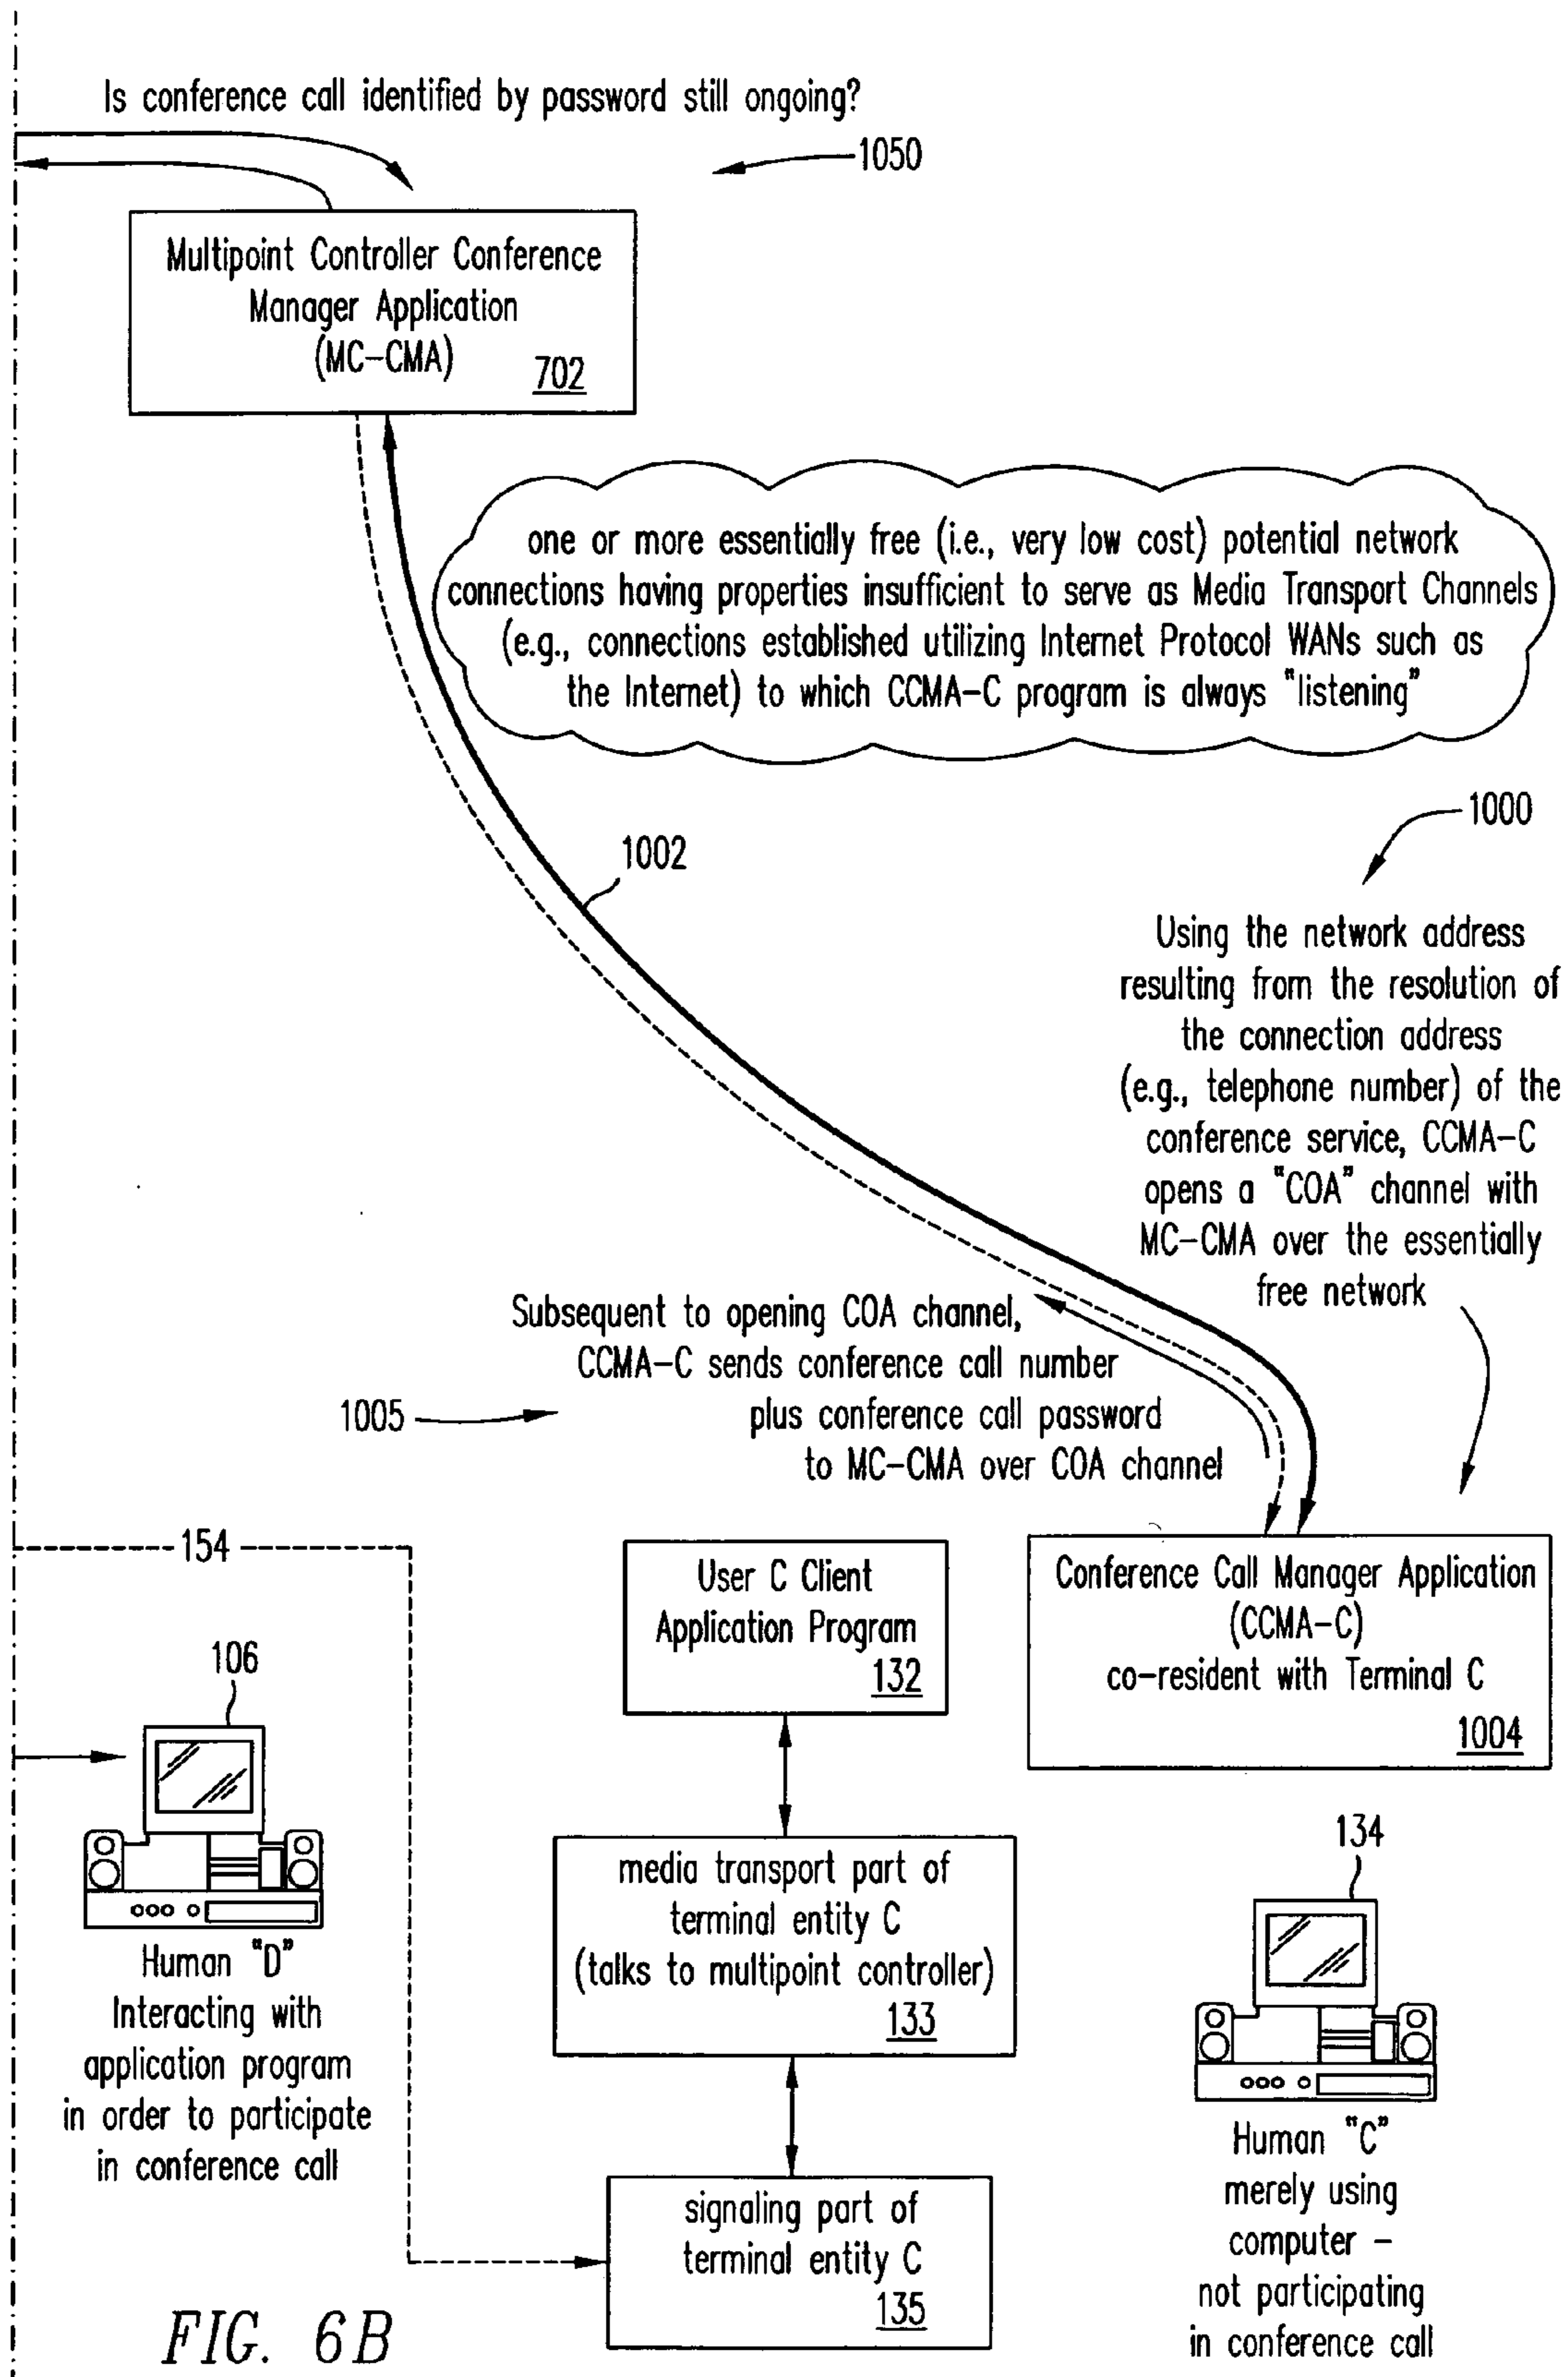 Is conference call identified by password still ongoing?
1050
Multipoint Controller Conference
Manager Application
(MC-CMA)
702
one or more essentially free (i.e., very low cost) potential network
connections having properties insufficient to serve as Media Transport Channels
(e.g., connections established utilizing Internet Protocol WANs such as
the Internet) to which CCMA-C program is always "listening"
1000
1002
Using the network address
resulting from the resolution of
the connection address
(e.g., telephone number) of the
conference service, CCMA-C
opens a "COA" channel with
MC-CMA over the essentially
free network
Subsequent to opening COA channel,
CCMA-C sends conference call number
plus conference call password
to MC-CMA over COA channel
1005
154
User C Client
Application Program
132
Conference Call Manager Application
(CCMA-C)
co-resident with Terminal C
1004
106
Human "D"
Interacting with
application program
in order to participate
in conference call
media transport part of
terminal entity C
(talks to multipoint controller)
133
134
Human "C"
merely using
computer -
not participating
in conference call
signaling part of
terminal entity C
135
FIG. 6B